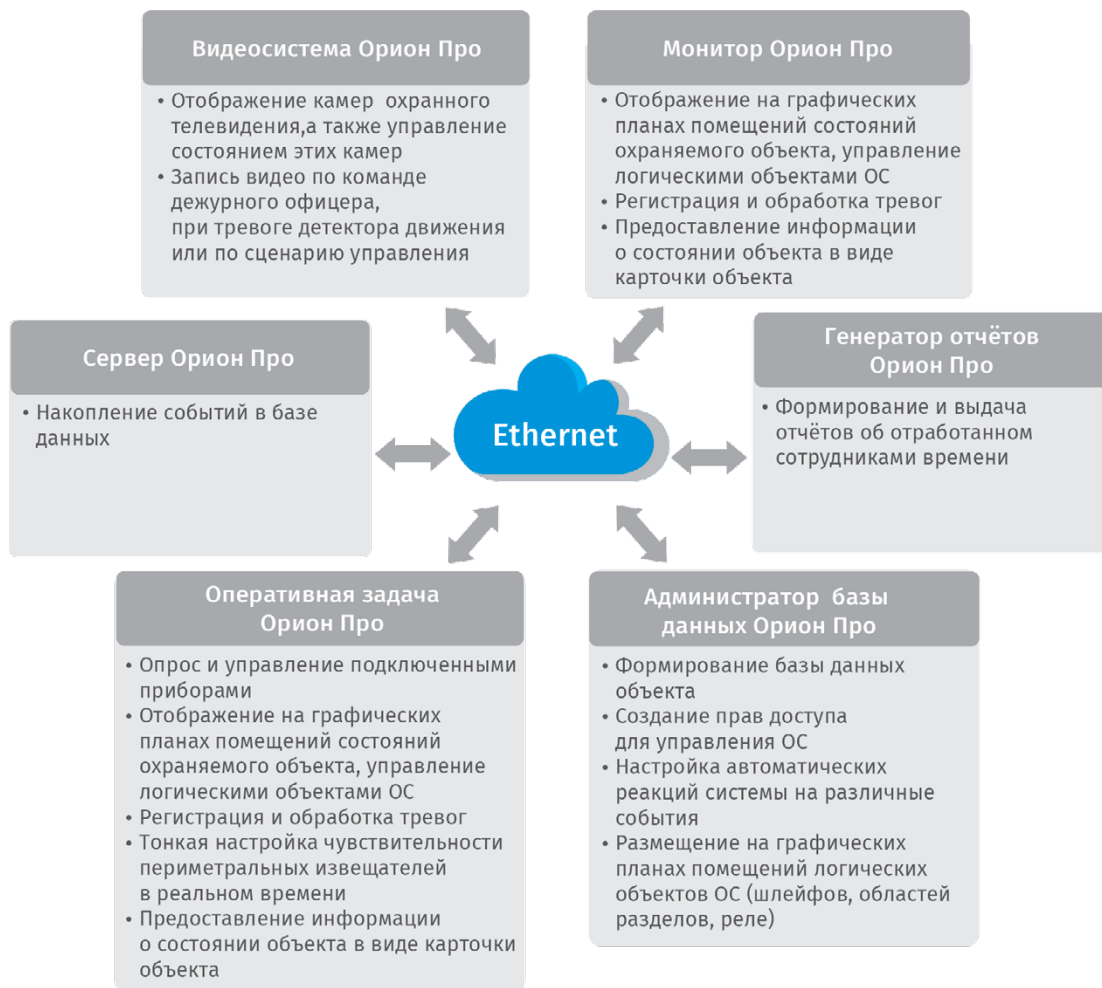 Видеосистема Орион Про
• Отображение камер охранного
телевидения,а также управление
состоянием этих камер
• Запись видео по команде
дежурного офицера,
при тревоге детектора движения
или по сценарию управления
Монитор Орион Про
• Отображение на графических
планах помещений состояний
охраняемого объекта, управление
логическими объектами ОС
• Регистрация и обработка тревог
• Предоставление информации
о состоянии объекта в виде
карточки объекта
Сервер Орион Про
• Накопление событий в базе
данных
Ethernet
Генератор отчётов
Орион Про
• Формирование и выдача
отчётов об отработанном
сотрудниками времени
Оперативная задача
Орион Про
• Опрос и управление подключенными
приборами
• Отображение на графических
планах помещений состояний
охраняемого объекта, управление
логическими объектами ОС
• Регистрация и обработка тревог
• Тонкая настройка чувствительности
периметральных извещателей
в реальном времени
• Предоставление информации
о состоянии объекта в виде карточки
объекта
Администратор базы
данных Орион Про
• Формирование базы данных
объекта
• Создание прав доступа
для управления ОС
• Настройка автоматических
реакций системы на различные
события
• Размещение на графических
планах помещений логических
объектов ОС (шлейфов, областей
разделов, реле)